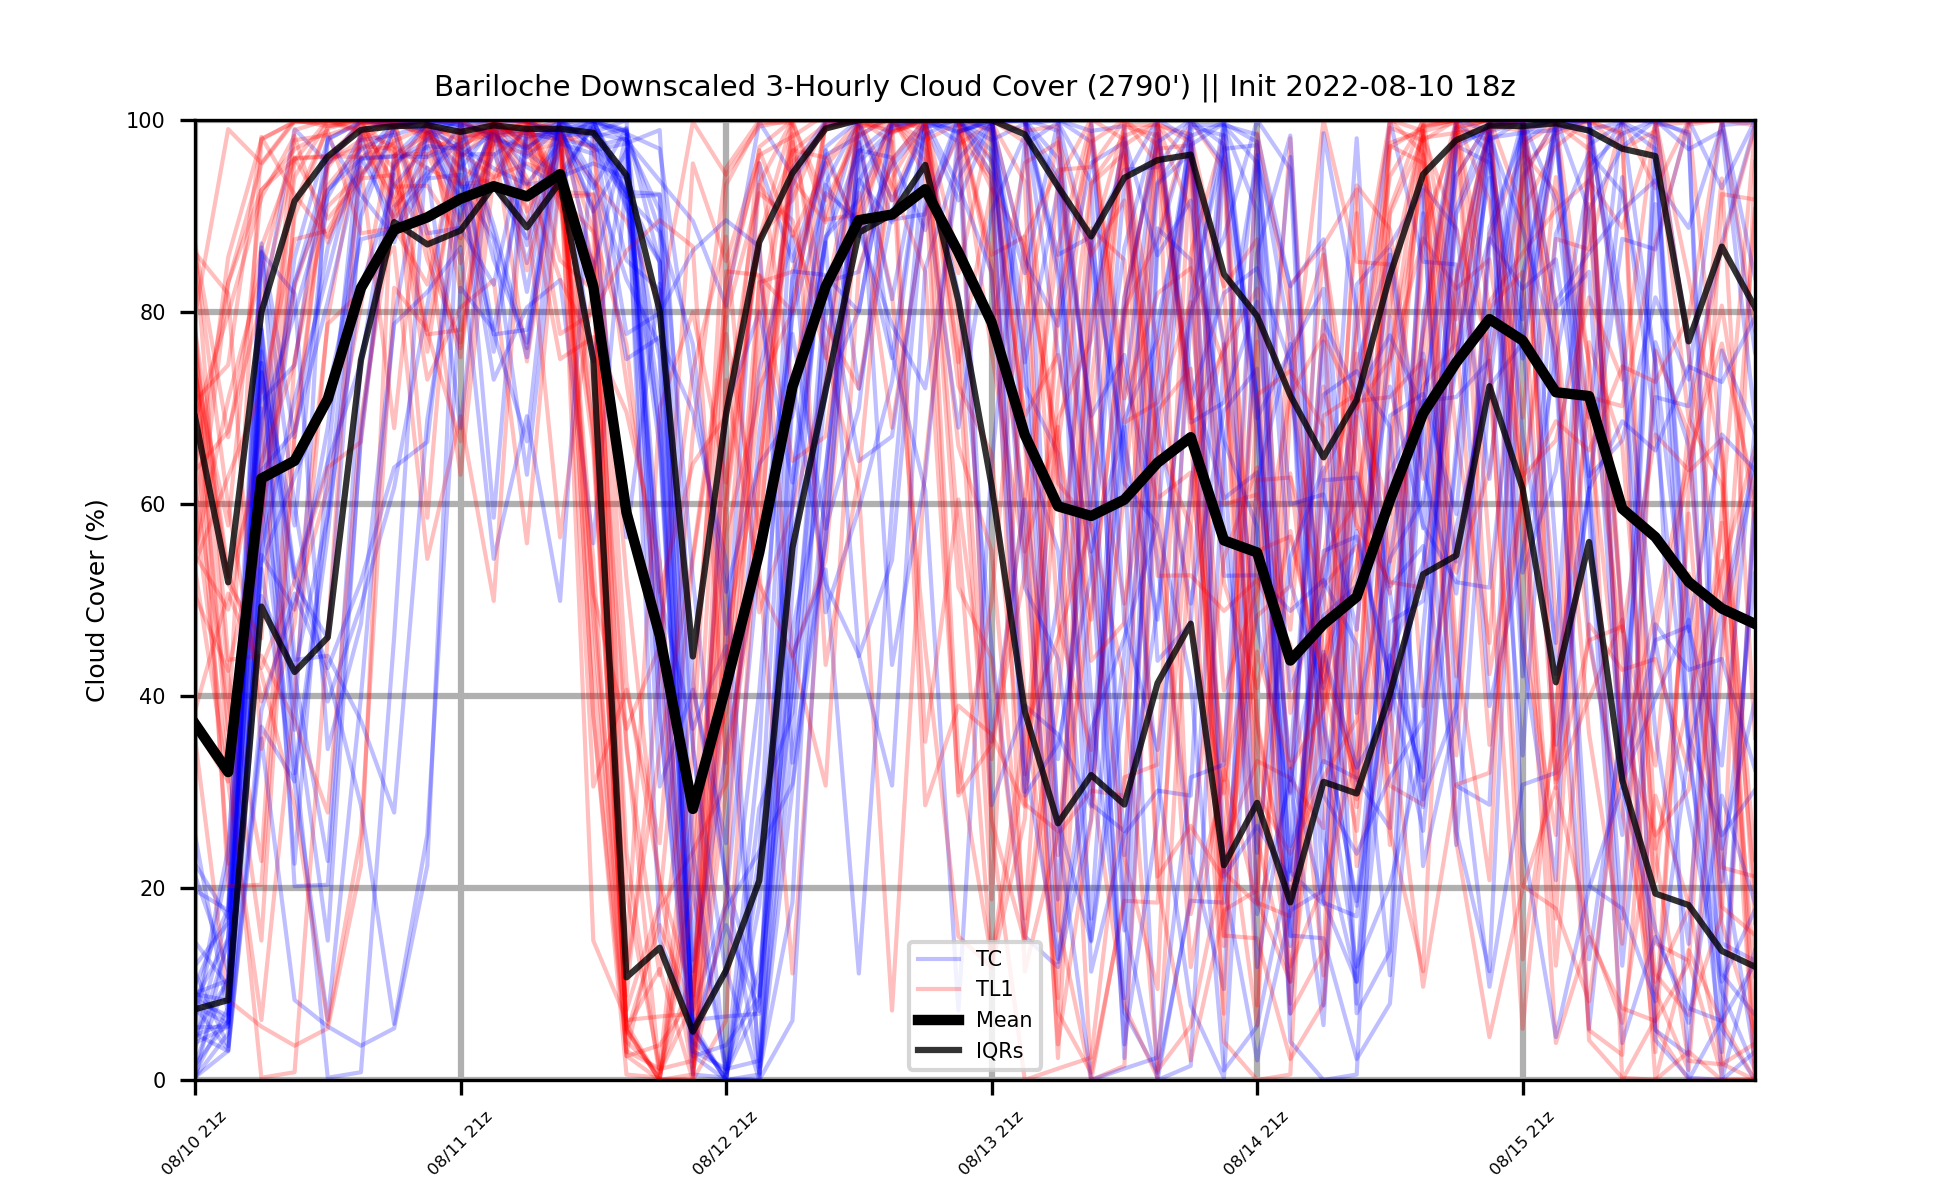 Bariloche Downscaled 3-Hourly Cloud Cover (2790') || Init 2022-08-10 18z
Cloud Cover (%)
100
80
60
40
20
0
TC
TL1
Mean
IQRs
08/10 21z
08/11 21z
08/12 21z
08/13 21z
08/14 21z
08/15 21z